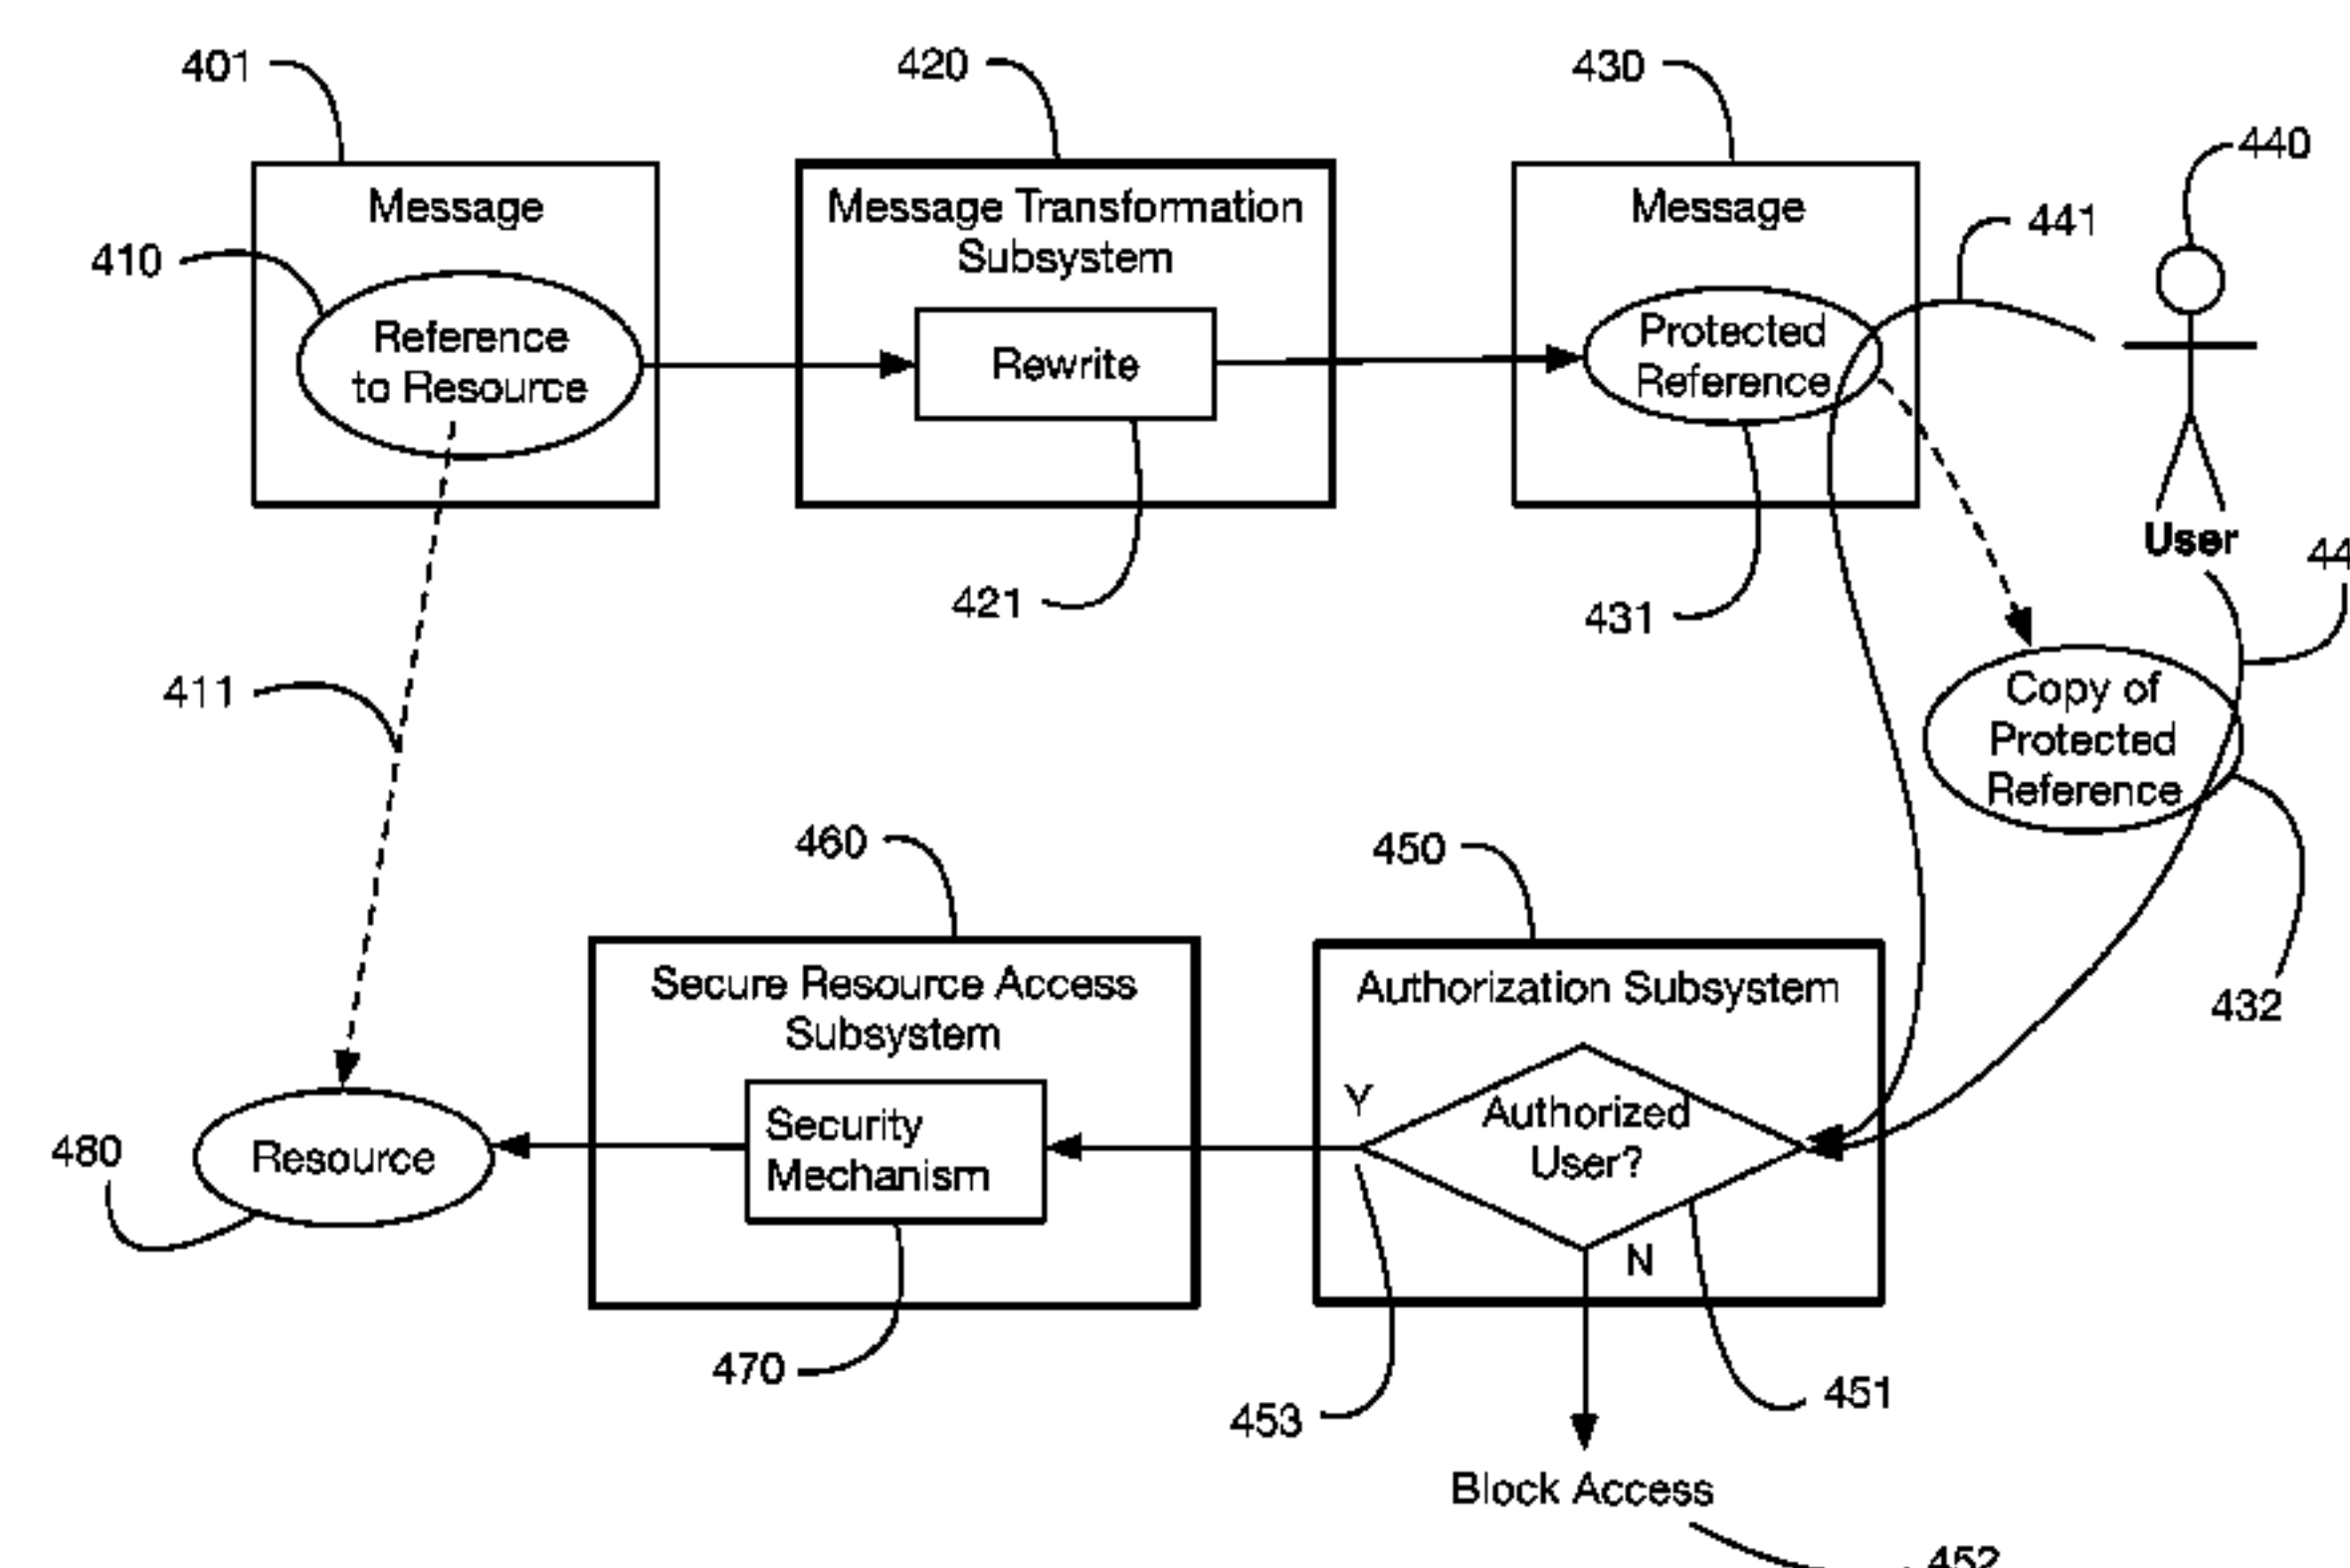 401
420
430
440
Message
Message Transformation
Subsystem
Message
441
410
Reference
to Resource
Rewrite
Protected
Reference
User
44
421
431
411
Copy of
Protected
Reference
460
450
Secure Resource Access
Subsystem
Authorization Subsystem
432
Y
Security
Mechanism
Authorized
User?
480
Resource
N
470
453
451
Block Access
452